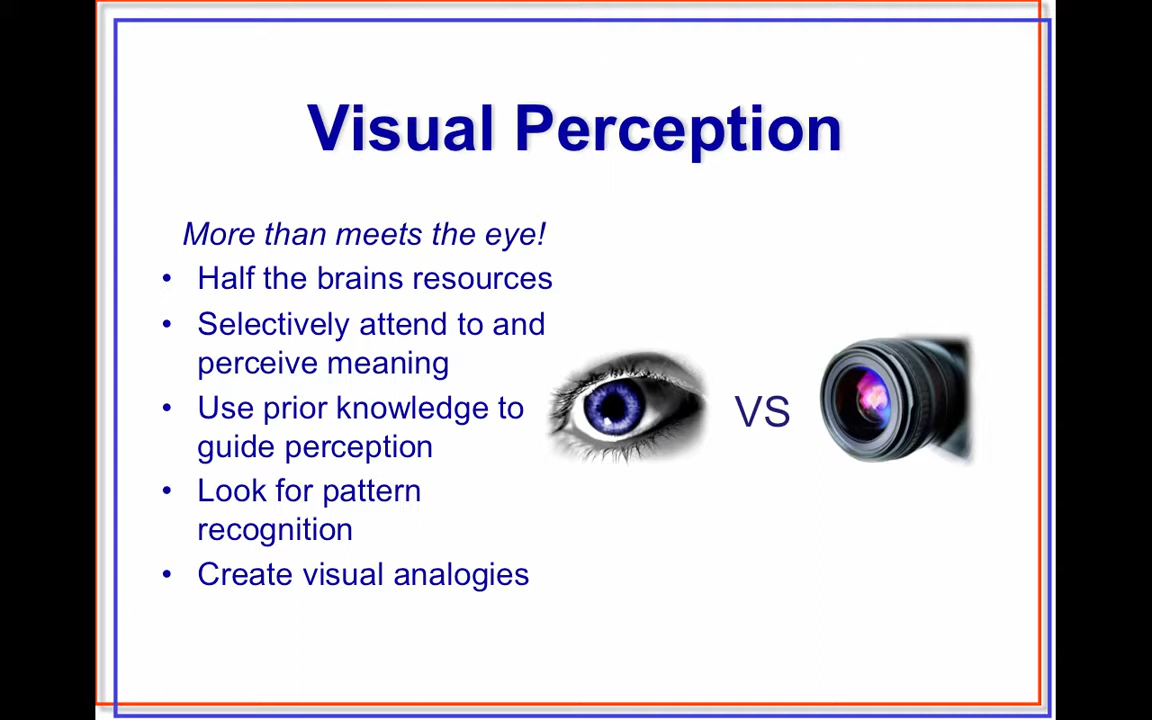 Visual Perception
More than meets the eye!
• Half the brains resources
• Selectively attend to and
perceive meaning
• Use prior knowledge to
guide perception
• Look for pattern
recognition
• Create visual analogies
VS